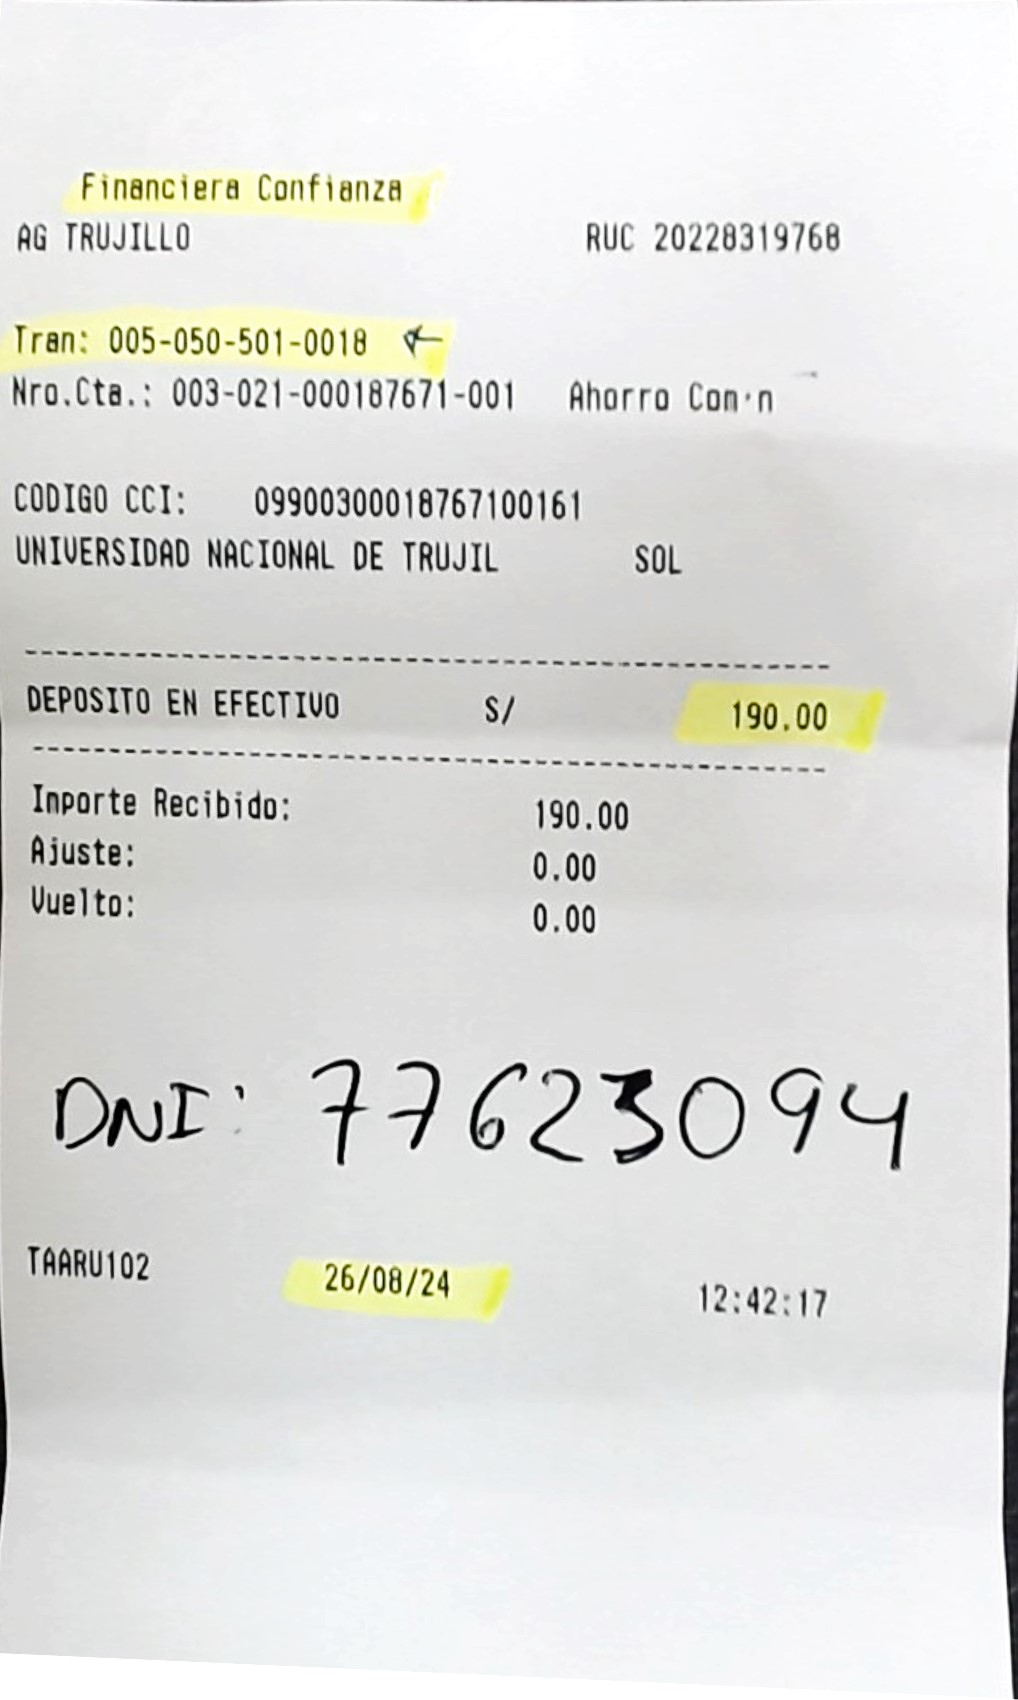 Financiera Confianza
AG TRUJILLO RUC 20228319768
Tran: 005-050-501-0018
Nro.Cta.: 003-021-000187671-001 Ahorro Com·n
CODIGO CCI: 09900300018767100161
UNIVERSIDAD NACIONAL DE TRUJIL SOL
DEPOSITO EN EFECTIVO S/ 190.00
Importe Recibido: 190.00
Ajuste: 0.00
Vuelto: 0.00
DNI: 77623094
TAARU102 26/08/24 12:42:17